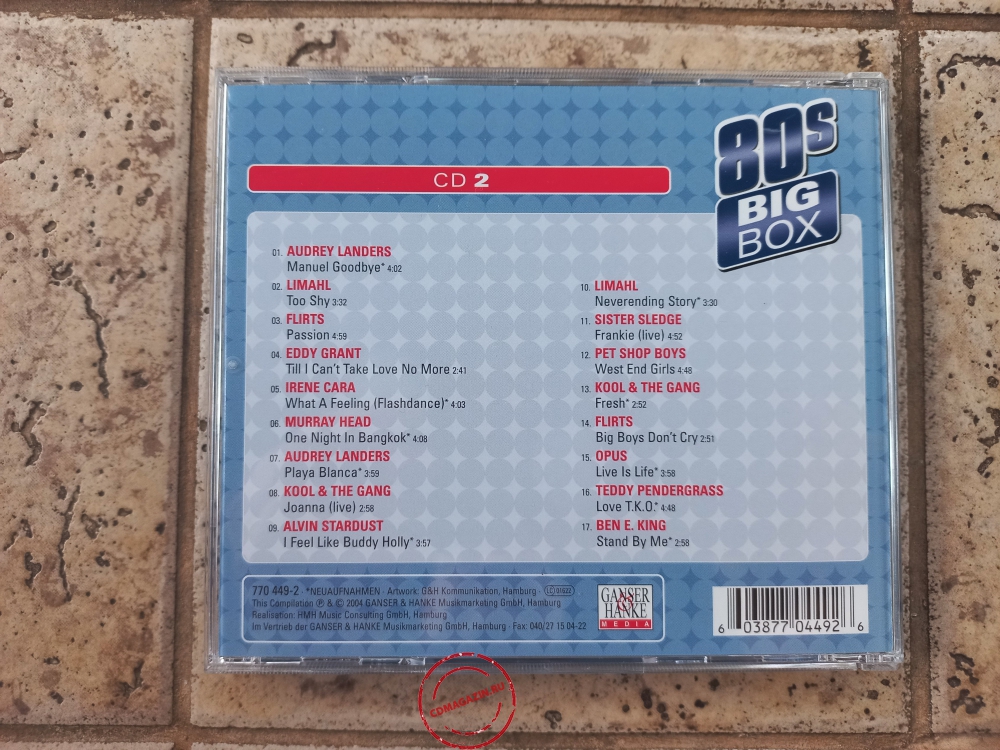 80s
BIG
BOX
CD 2
01. AUDREY LANDERS
Manuel Goodbye* 4:02
02. LIMAHL
Too Shy 3:32
03. FLIRTS
Passion 4:59
04. EDDY GRANT
Till I Can't Take Love No More 2:41
05. IRENE CARA
What A Feeling (Flashdance)* 4:03
06. MURRAY HEAD
One Night In Bangkok* 4:08
07. AUDREY LANDERS
Playa Blanca* 3:59
08. KOOL & THE GANG
Joanna (live) 2:58
09. ALVIN STARDUST
I Feel Like Buddy Holly* 3:57
10. LIMAHL
Neverending Story* 3:30
11. SISTER SLEDGE
Frankie (live) 4:52
12. PET SHOP BOYS
West End Girls 4:48
13. KOOL & THE GANG
Fresh* 2:52
14. FLIRTS
Big Boys Don't Cry 2:51
15. OPUS
Live Is Life* 3:58
16. TEDDY PENDERGRASS
Love T.K.O.* 4:48
17. BEN E. KING
Stand By Me* 2:58
770 449-2 · *NEUAUFNAHMEN · Artwork: G&H Kommunikation, Hamburg ·
This Compilation ℗ & © 2004 GANSER & HANKE Musikmarketing GmbH, Hamburg
Realisation: HMH Music Consulting GmbH, Hamburg
Im Vertrieb der GANSER & HANKE Musikmarketing GmbH, Hamburg · Fax: 040/27 15 04-22
GANSER
& HANKE
MEDIA
6 03877 04492 6
CDMAGAZIN.RU